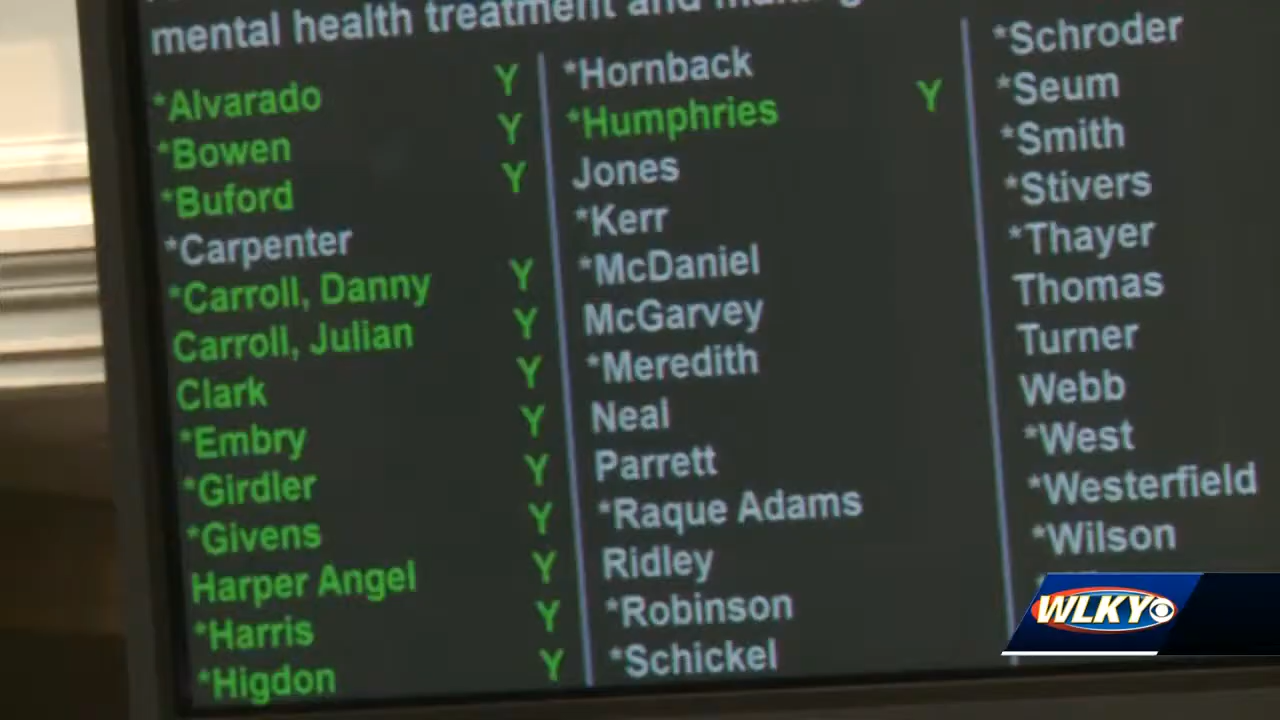 mental health treatment and making
*Alvarado Y
*Bowen Y
*Buford Y
*Carpenter
*Carroll, Danny Y
Carroll, Julian Y
Clark Y
*Embry Y
*Girdler Y
*Givens Y
Harper Angel Y
*Harris Y
*Higdon Y
*Hornback
*Humphries Y
Jones
*Kerr
*McDaniel
McGarvey
*Meredith
Neal
Parrett
*Raque Adams
Ridley
*Robinson
*Schickel
*Schroder
*Seum
*Smith
*Stivers
*Thayer
Thomas
Turner
Webb
*West
*Westerfield
*Wilson
WLKY